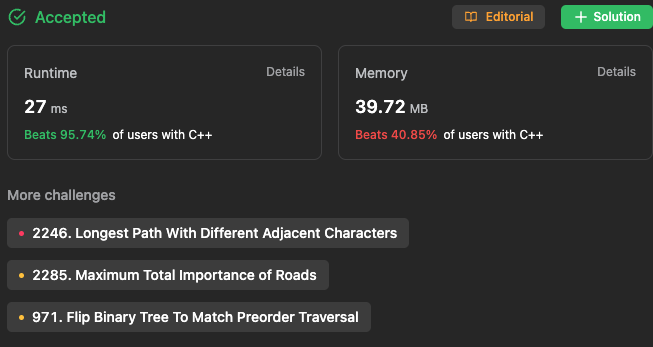 Accepted
Editorial
+ Solution
Runtime
Details
Memory
Details
27 ms
39.72 MB
Beats 95.74% of users with C++
Beats 40.85% of users with C++
More challenges
2246. Longest Path With Different Adjacent Characters
2285. Maximum Total Importance of Roads
971. Flip Binary Tree To Match Preorder Traversal